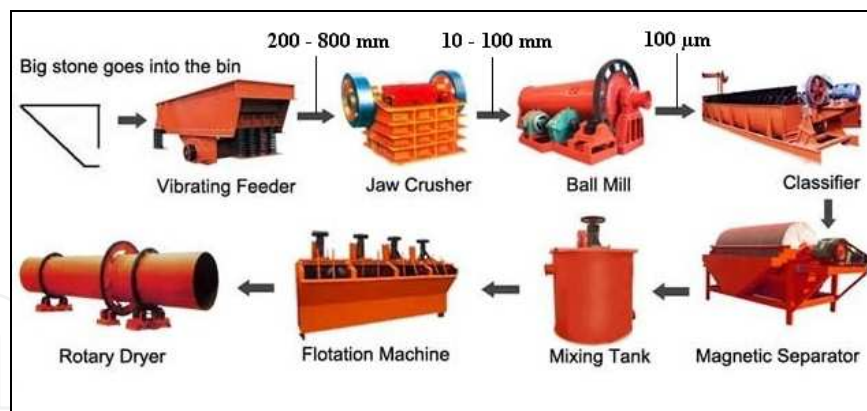 200 - 800 mm
10 - 100 mm
100 µm
Big stone goes into the bin
Vibrating Feeder
Jaw Crusher
Ball Mill
Classifier
Rotary Dryer
Flotation Machine
Mixing Tank
Magnetic Separator